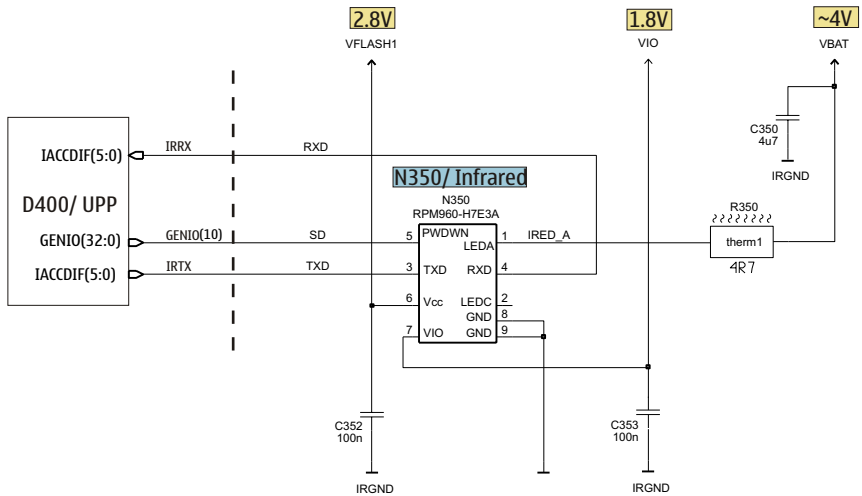 2.8V
VFLASH1
1.8V
VIO
~4V
VBAT
C350
4u7
IRGND
IACCDIF(5:0)
IRRX
RXD
D400/ UPP
N350/ Infrared
N350
RPM960-H7E3A
R350
therm1
4R7
GENIO(32:0)
GENIO(10)
SD
5
PWDWN
LEDA
1
IRED_A
IACCDIF(5:0)
IRTX
TXD
3
TXD
RXD
4
6
Vcc
LEDC
2
GND
8
7
VIO
GND
9
C352
100n
C353
100n
IRGND
IRGND